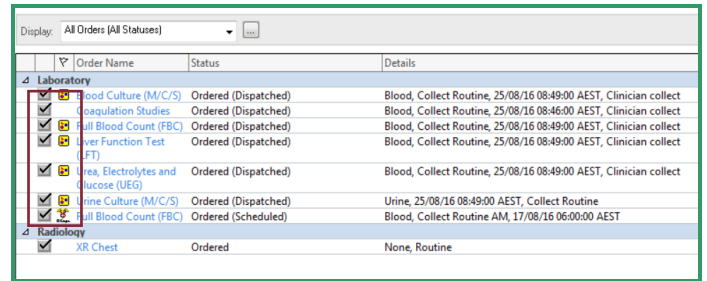 Display: All Orders (All Statuses) ...
Order Name Status Details
Laboratory
Blood Culture (M/C/S) Ordered (Dispatched) Blood, Collect Routine, 25/08/16 08:49:00 AEST, Clinician collect
Coagulation Studies Ordered (Dispatched) Blood, Collect Routine, 25/08/16 08:46:00 AEST, Clinician collect
Full Blood Count (FBC) Ordered (Dispatched) Blood, Collect Routine, 25/08/16 08:49:00 AEST, Clinician collect
Liver Function Test Ordered (Dispatched) Blood, Collect Routine, 25/08/16 08:49:00 AEST, Clinician collect
(LFT)
Urea, Electrolytes and Ordered (Dispatched) Blood, Collect Routine, 25/08/16 08:49:00 AEST, Clinician collect
Glucose (UEG)
Urine Culture (M/C/S) Ordered (Dispatched) Urine, 25/08/16 08:49:00 AEST, Collect Routine
Full Blood Count (FBC) Ordered (Scheduled) Blood, Collect Routine AM, 17/08/16 06:00:00 AEST
Radiology
XR Chest Ordered None, Routine